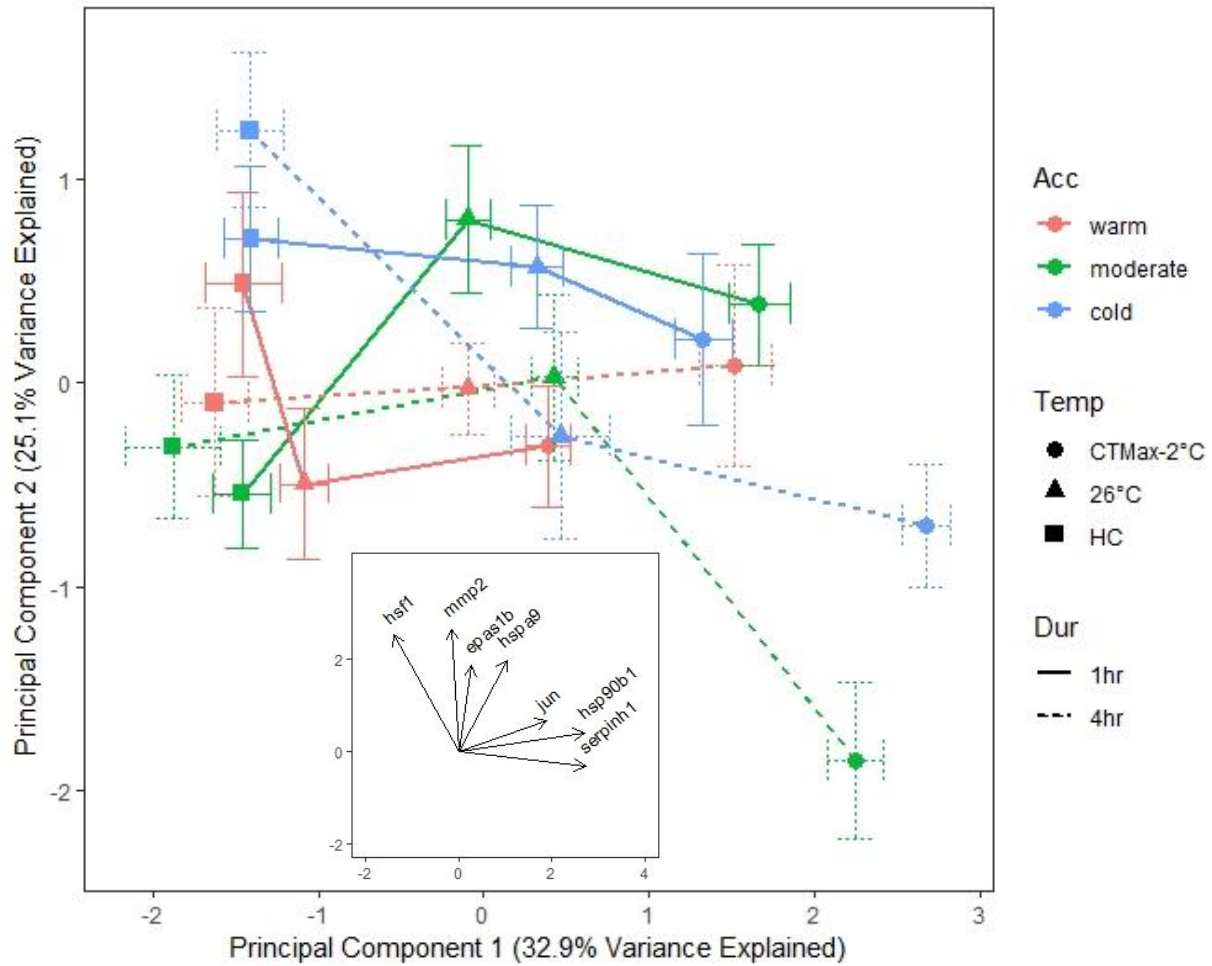 Principal Component 2 (25.1% Variance Explained)
1
0
-1
-2
-2
-1
0
1
2
3
Principal Component 1 (32.9% Variance Explained)
hsf1
mmp2
epas1b
hspa9
jun
hsp90b1
serpinh1
2
0
-2
-2
0
2
4
Acc
warm
moderate
cold
Temp
CTMax-2°C
26°C
HC
Dur
1hr
4hr